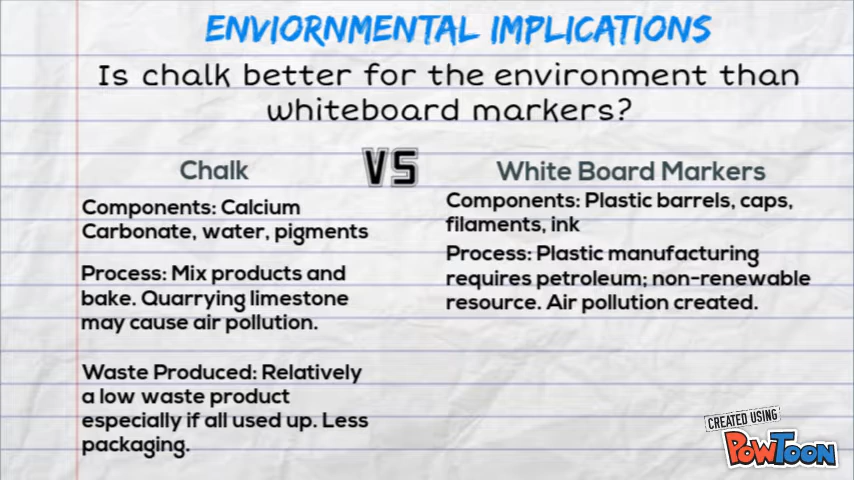 ENVIORNMENTAL IMPLICATIONS
Is chalk better for the environment than
whiteboard markers?
Chalk
VS
White Board Markers
Components: Calcium
Carbonate, water, pigments
Process: Mix products and
bake. Quarrying limestone
may cause air pollution.
Waste Produced: Relatively
a low waste product
especially if all used up. Less
packaging.
Components: Plastic barrels, caps,
filaments, ink
Process: Plastic manufacturing
requires petroleum; non-renewable
resource. Air pollution created.
CREATED USING
POWTOON